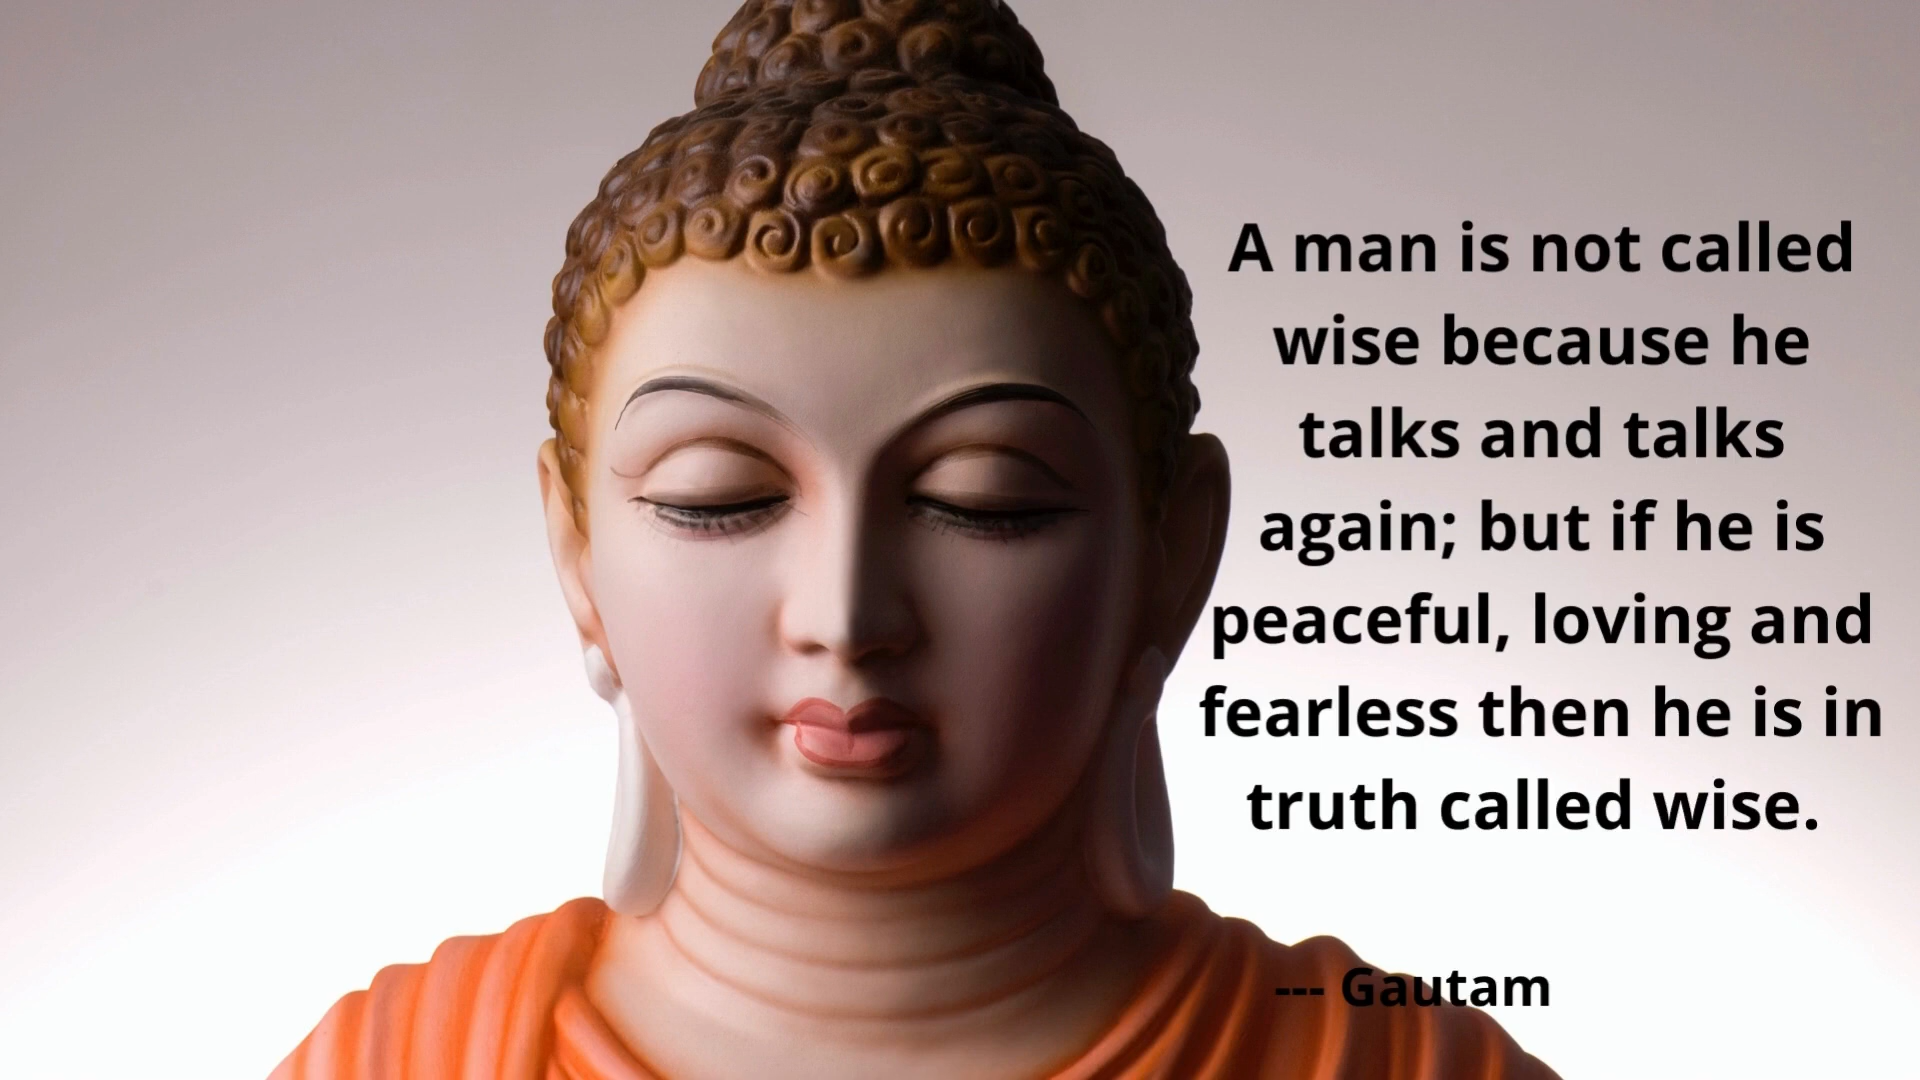 A man is not called
wise because he
talks and talks
again; but if he is
peaceful, loving and
fearless then he is in
truth called wise.
--- Gautam